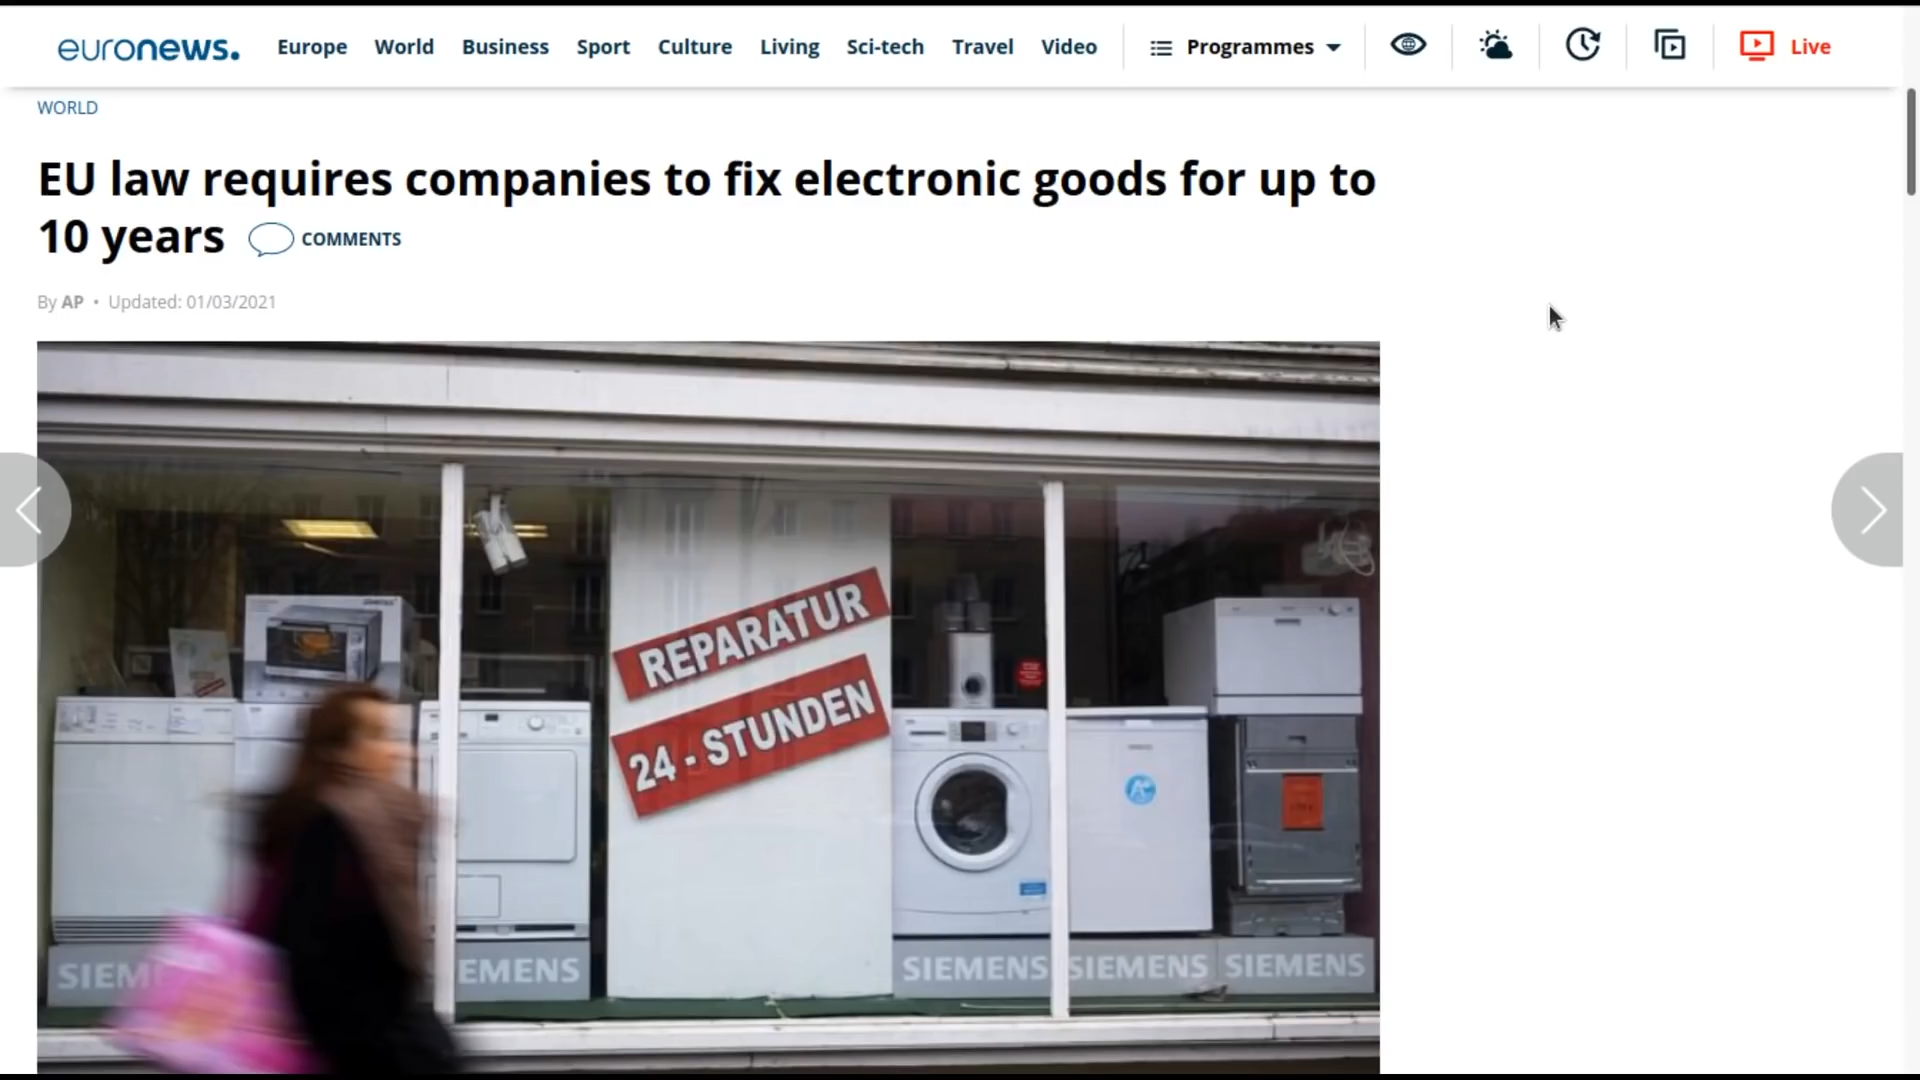 euronews.
Europe World Business Sport Culture Living Sci-tech Travel Video Programmes Live
WORLD
EU law requires companies to fix electronic goods for up to
10 years COMMENTS
By AP • Updated: 01/03/2021
REPARATUR
24 - STUNDEN
SIEM
EMENS
SIEMENS
SIEMENS
SIEMENS